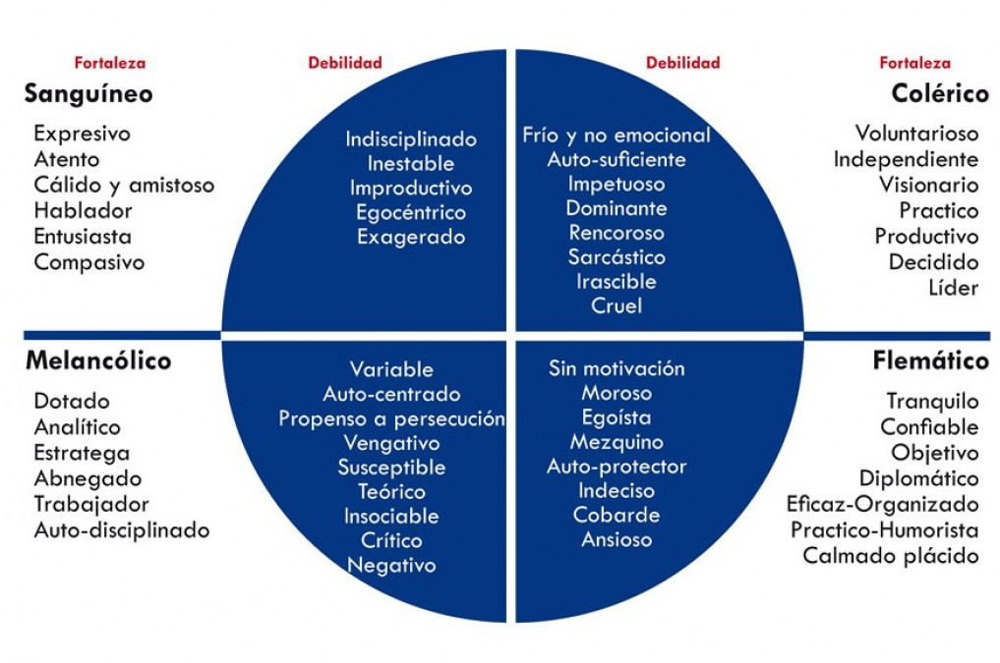 Fortaleza
Sanguíneo
Expresivo
Atento
Cálido y amistoso
Hablador
Entusiasta
Compasivo
Debilidad
Indisciplinado
Inestable
Improductivo
Egocéntrico
Exagerado
Debilidad
Frío y no emocional
Auto-suficiente
Impetuoso
Dominante
Rencoroso
Sarcástico
Irascible
Cruel
Fortaleza
Colérico
Voluntarioso
Independiente
Visionario
Practico
Productivo
Decidido
Líder
Melancólico
Dotado
Analítico
Estratega
Abnegado
Trabajador
Auto-disciplinado
Variable
Auto-centrado
Propenso a persecución
Vengativo
Susceptible
Teórico
Insociable
Crítico
Negativo
Sin motivación
Moroso
Egoísta
Mezquino
Auto-protector
Indeciso
Cobarde
Ansioso
Flemático
Tranquilo
Confiable
Objetivo
Diplomático
Eficaz-Organizado
Practico-Humorista
Calmado plácido